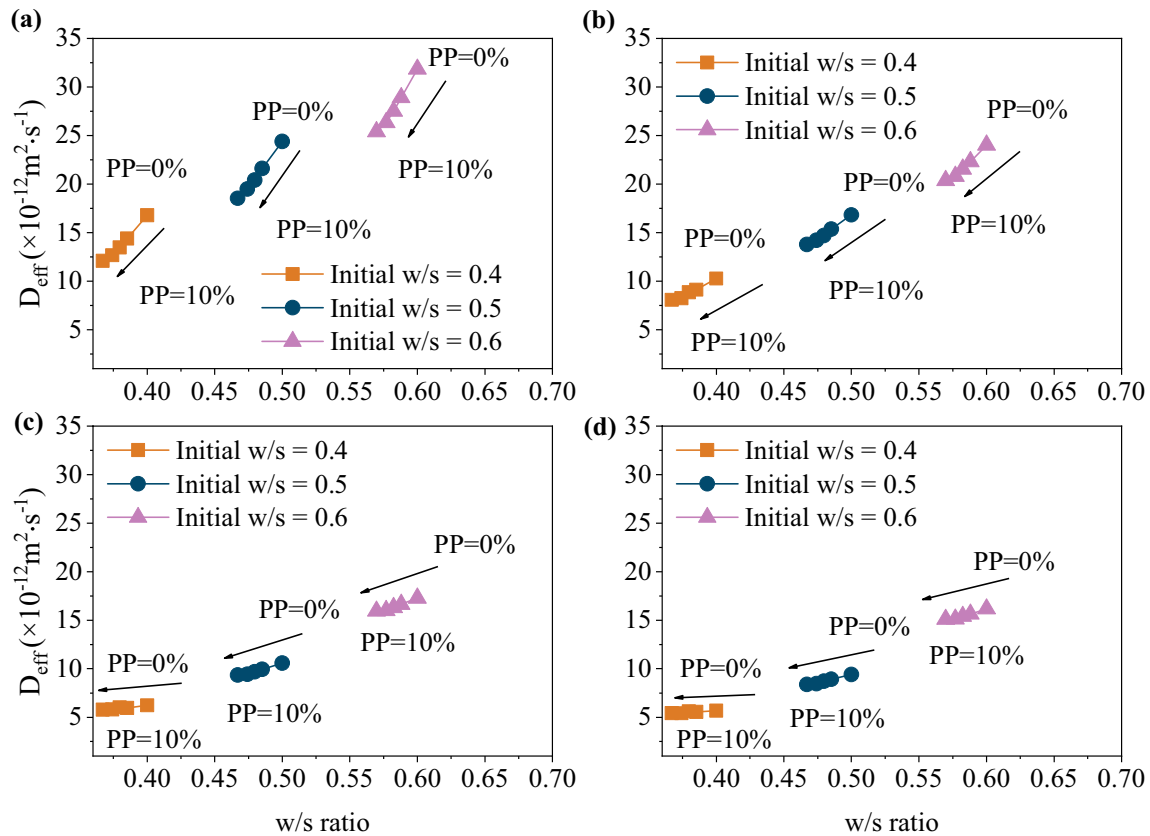 (a)
35
30
25
20
15
10
5
D_eff (×10⁻¹²m²·s⁻¹)
PP=0%
PP=0%
PP=10%
PP=0%
PP=10%
PP=10%
Initial w/s = 0.4
Initial w/s = 0.5
Initial w/s = 0.6
0.40 0.45 0.50 0.55 0.60 0.65 0.70
(b)
35
30
25
20
15
10
5
Initial w/s = 0.4
Initial w/s = 0.5
Initial w/s = 0.6
PP=0%
PP=0%
PP=10%
PP=0%
PP=10%
PP=10%
0.40 0.45 0.50 0.55 0.60 0.65 0.70
(c)
35
30
25
20
15
10
5
D_eff (×10⁻¹²m²·s⁻¹)
Initial w/s = 0.4
Initial w/s = 0.5
Initial w/s = 0.6
PP=0%
PP=0%
PP=10%
PP=0%
PP=10%
PP=10%
0.40 0.45 0.50 0.55 0.60 0.65 0.70
w/s ratio
(d)
35
30
25
20
15
10
5
Initial w/s = 0.4
Initial w/s = 0.5
Initial w/s = 0.6
PP=0%
PP=0%
PP=10%
PP=0%
PP=10%
PP=10%
0.40 0.45 0.50 0.55 0.60 0.65 0.70
w/s ratio